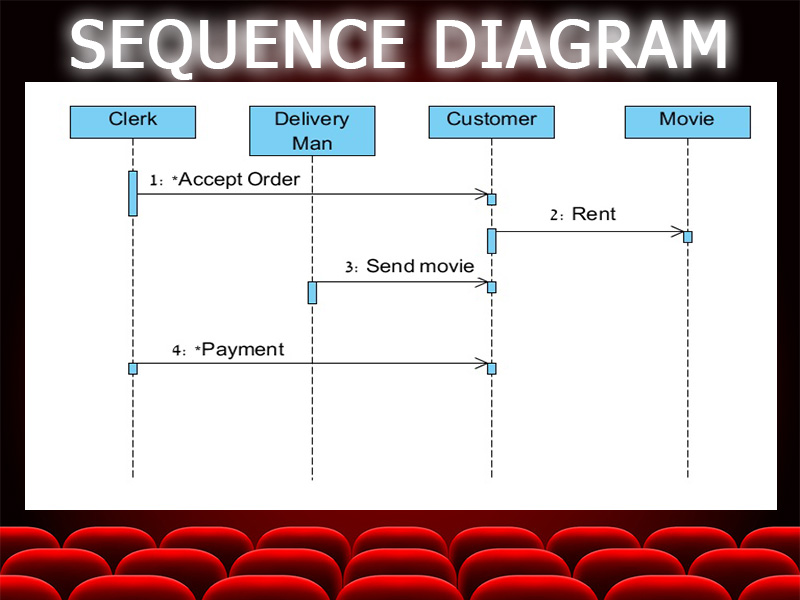 SEQUENCE DIAGRAM
Clerk
Delivery
Man
Customer
Movie
1: *Accept Order
2: Rent
3: Send movie
4: *Payment